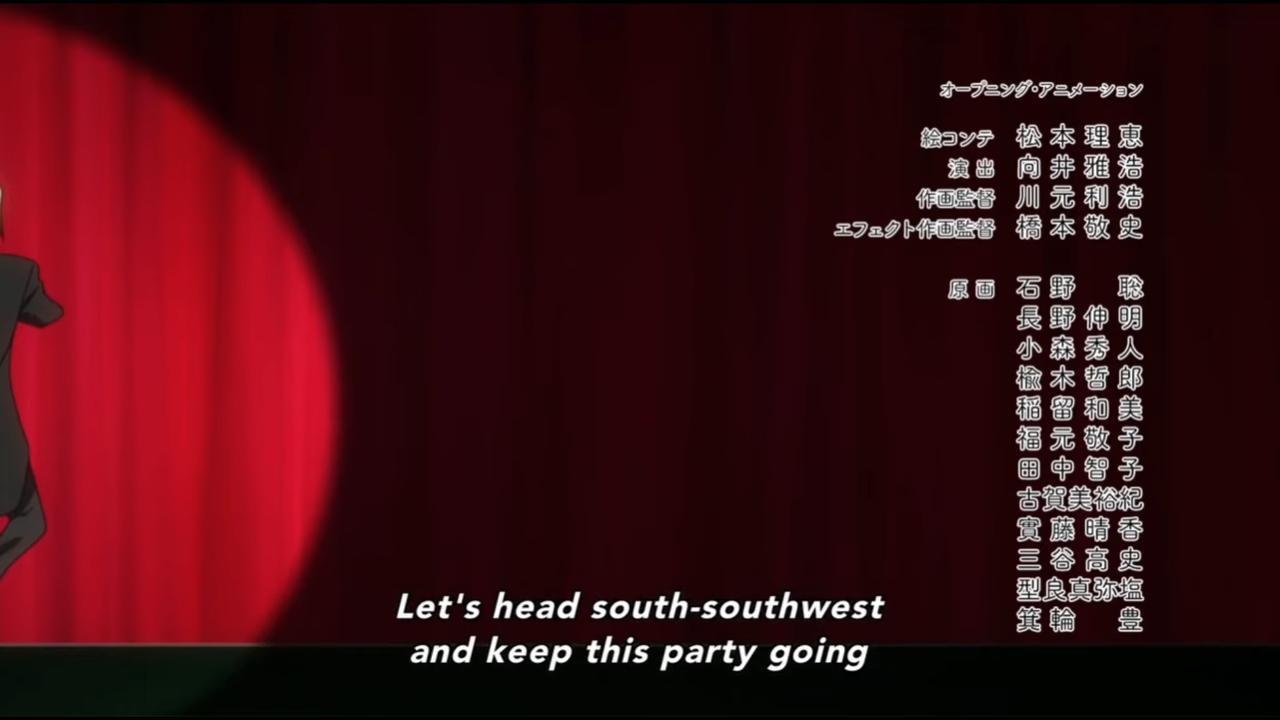 オープニング・アニメーション
絵コンテ 松本理恵
演出 向井雅浩
作画監督 川元利浩
エフェクト作画監督 橋本敬史
原画 石野 聡
長野伸明
小森秀人
楡木哲郎
稲留和美
福元敬子
田中智子
古賀美裕紀
實藤晴香
三谷高史
型良真弥塩
箕輪 豊
Let's head south-southwest
and keep this party going